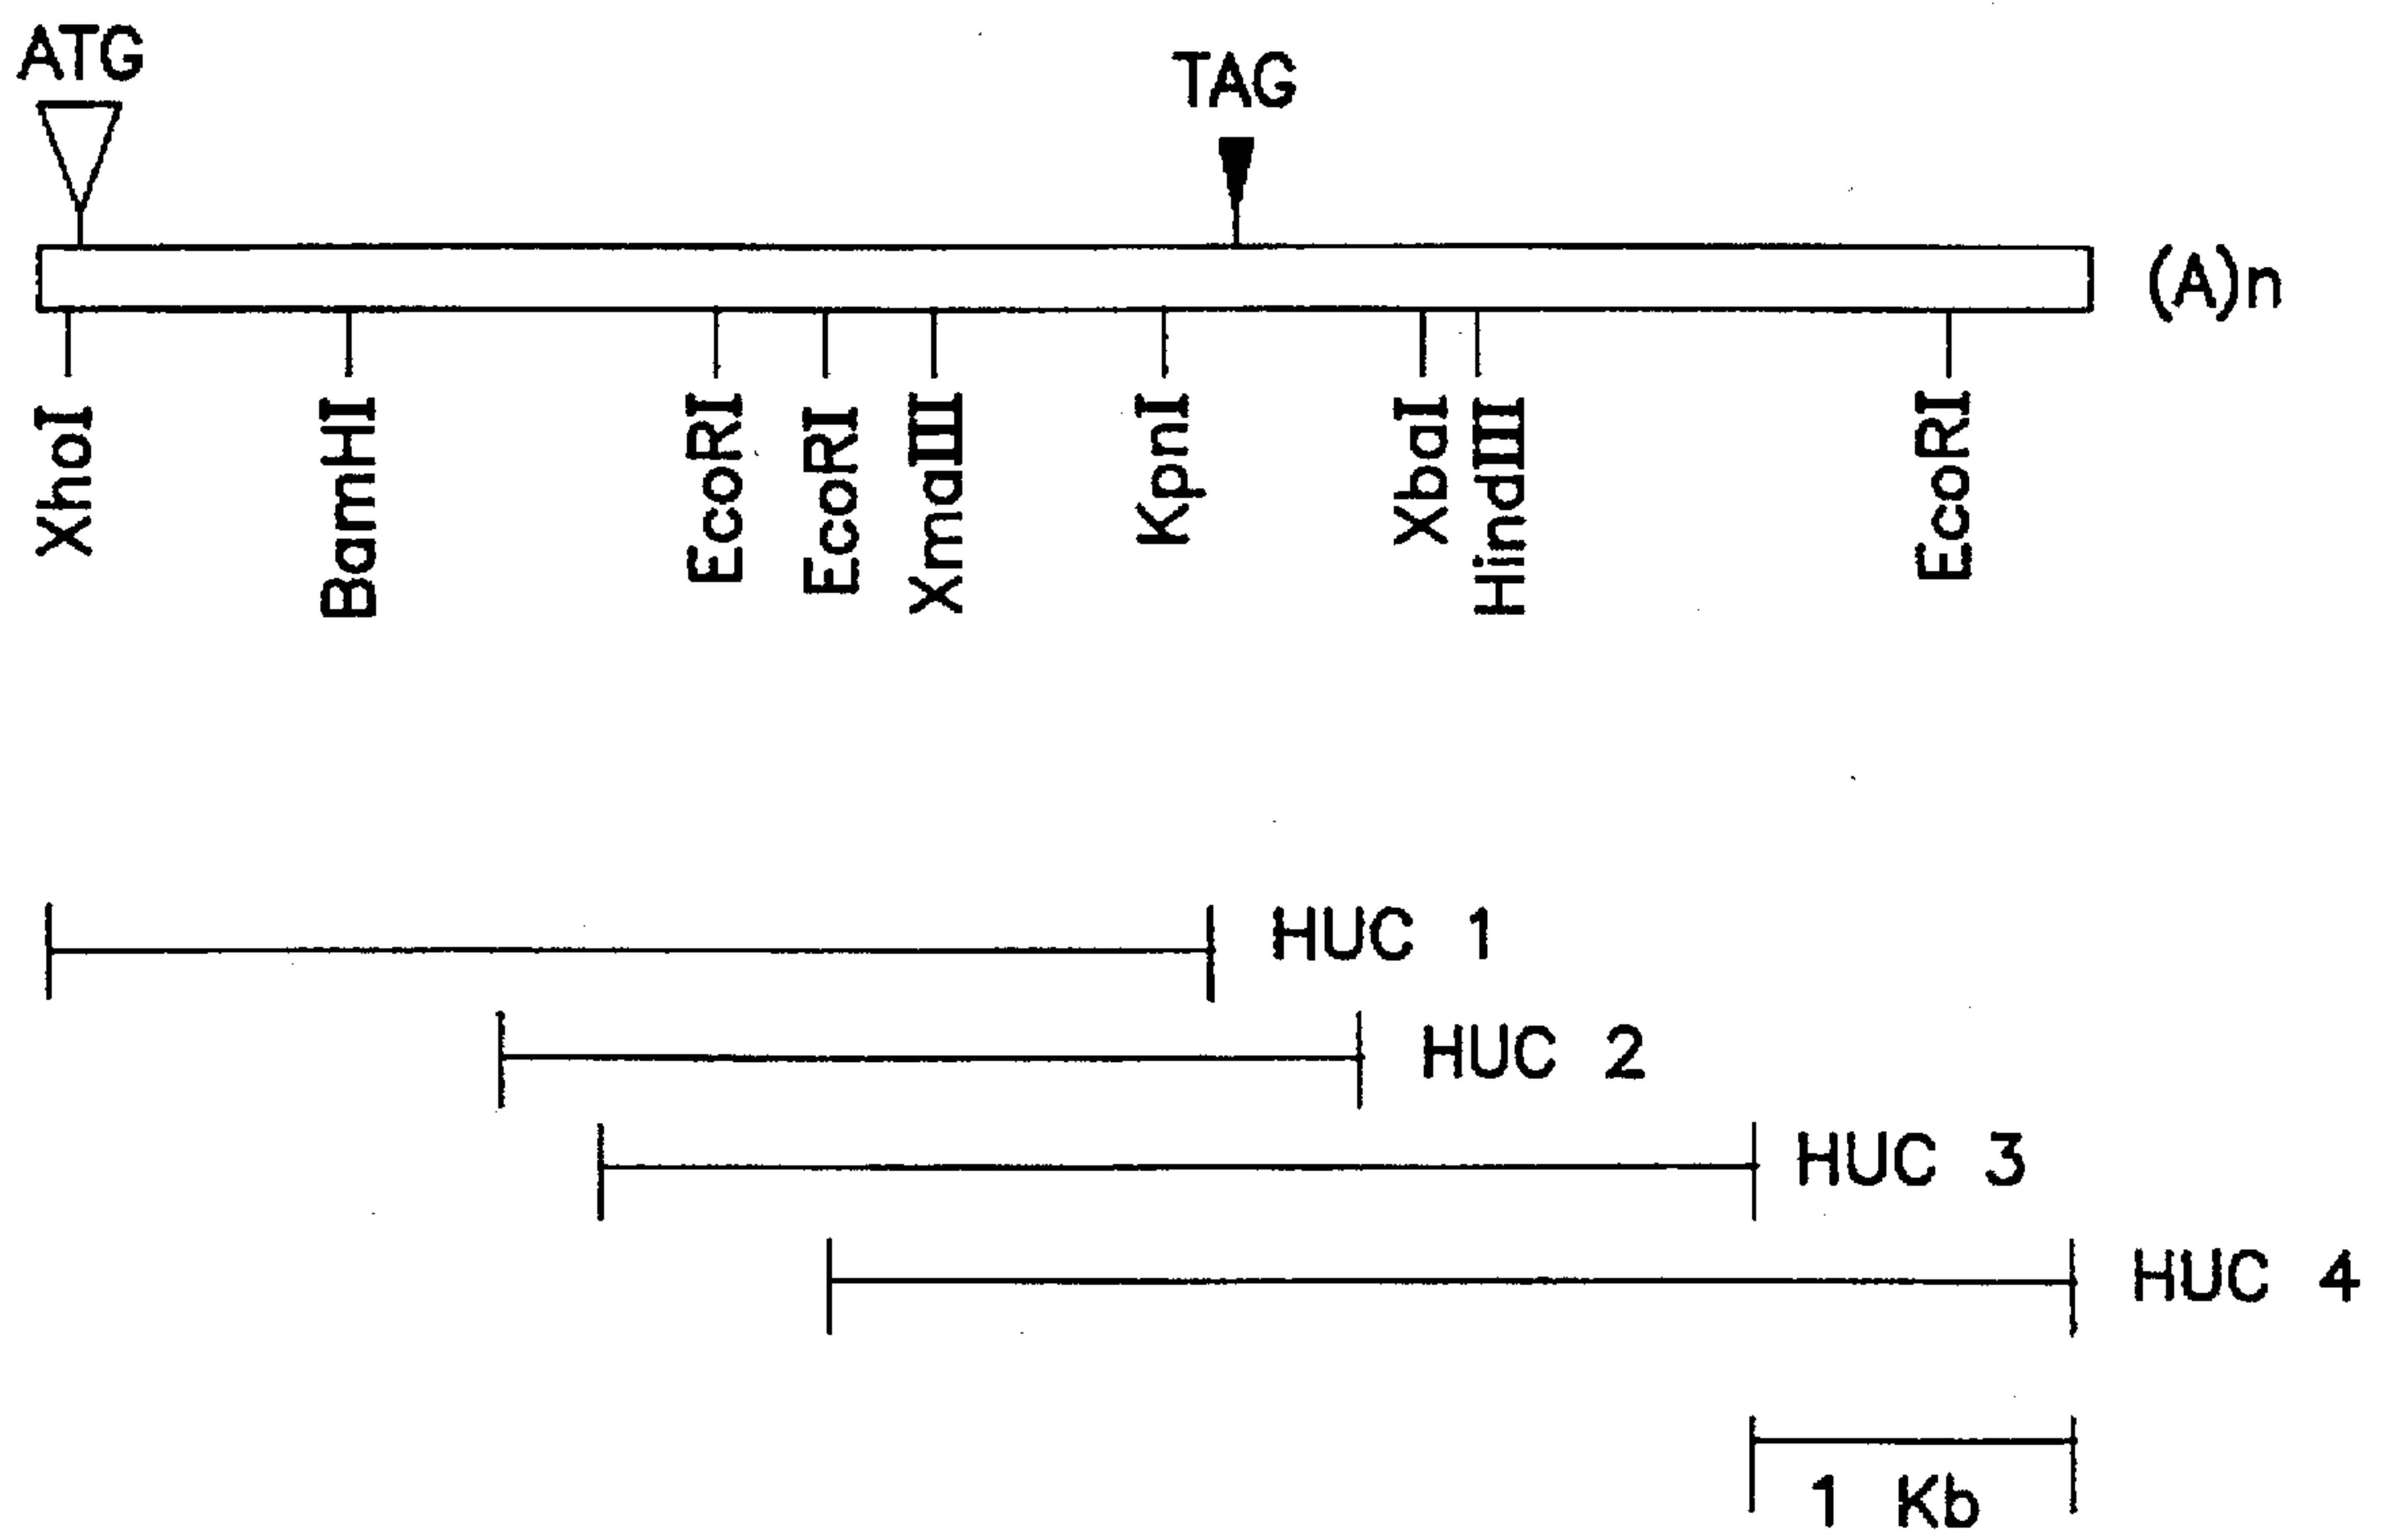 ATG
TAG
(A)n
XhoI
BamHI
EcoRI
EcoRI
XmaIII
KpnI
XbaI
HindIII
EcoRI
HUC 1
HUC 2
HUC 3
HUC 4
1 Kb